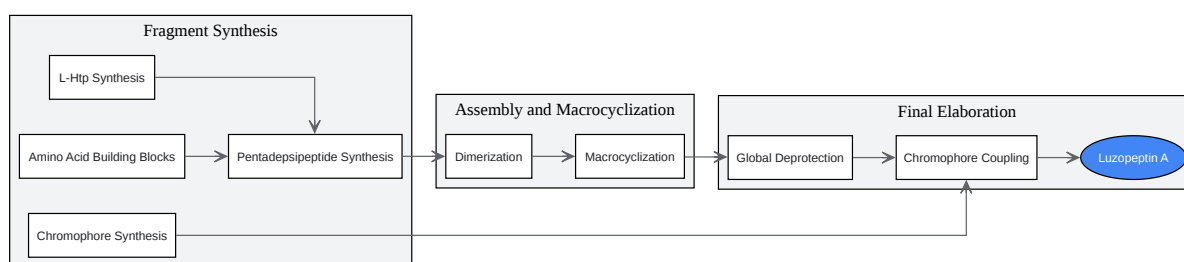 Fragment Synthesis
L-Htp Synthesis
Amino Acid Building Blocks
Pentadepsipeptide Synthesis
Chromophore Synthesis
Assembly and Macrocyclization
Dimerization
Macrocyclization
Final Elaboration
Global Deprotection
Chromophore Coupling
Luzopeptin A